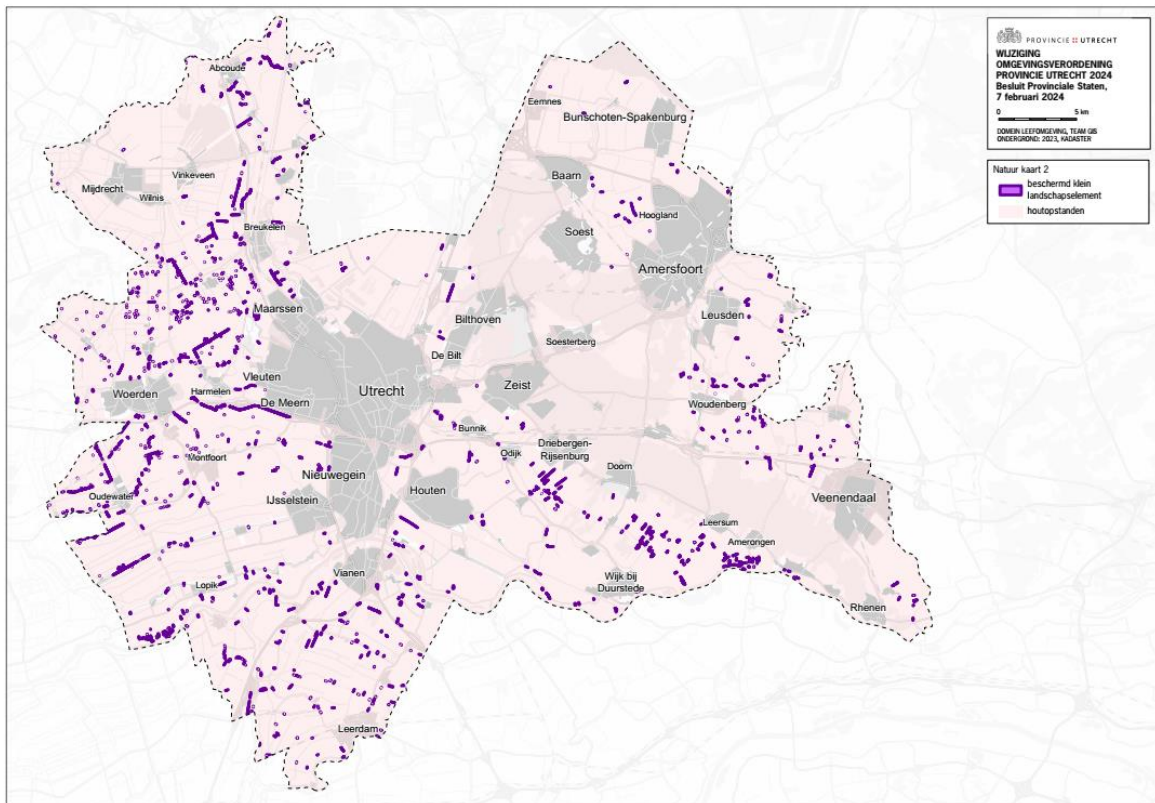 PROVINCIE UTRECHT
WIJZIGING
OMGEVINGSVERORDENING
PROVINCIE UTRECHT 2024
Besluit Provinciale Staten,
7 februari 2024
0 5 km
DOMEIN LEEFOMGEVING, TEAM GIS
ONDERGROND: 2023, KADASTER
Natuur kaart 2
beschermd klein
landschapselement
houtopstanden
Abcoude
Eemnes
Bunschoten-Spakenburg
Mijdrecht
Vinkeveen
Wilnis
Baarn
Breukelen
Hoogland
Soest
Amersfoort
Maarssen
Bilthoven
Leusden
Soesterberg
De Bilt
Vleuten
Utrecht
Zeist
Woerden
Harmelen
De Meern
Woudenberg
Bunnik
Driebergen-
Rijsenburg
Odijk
Montfoort
Nieuwegein
Doorn
Houten
Veenendaal
Oudewater
IJsselstein
Leersum
Amerongen
Vianen
Lopik
Wijk bij
Duurstede
Rhenen
Leerdam